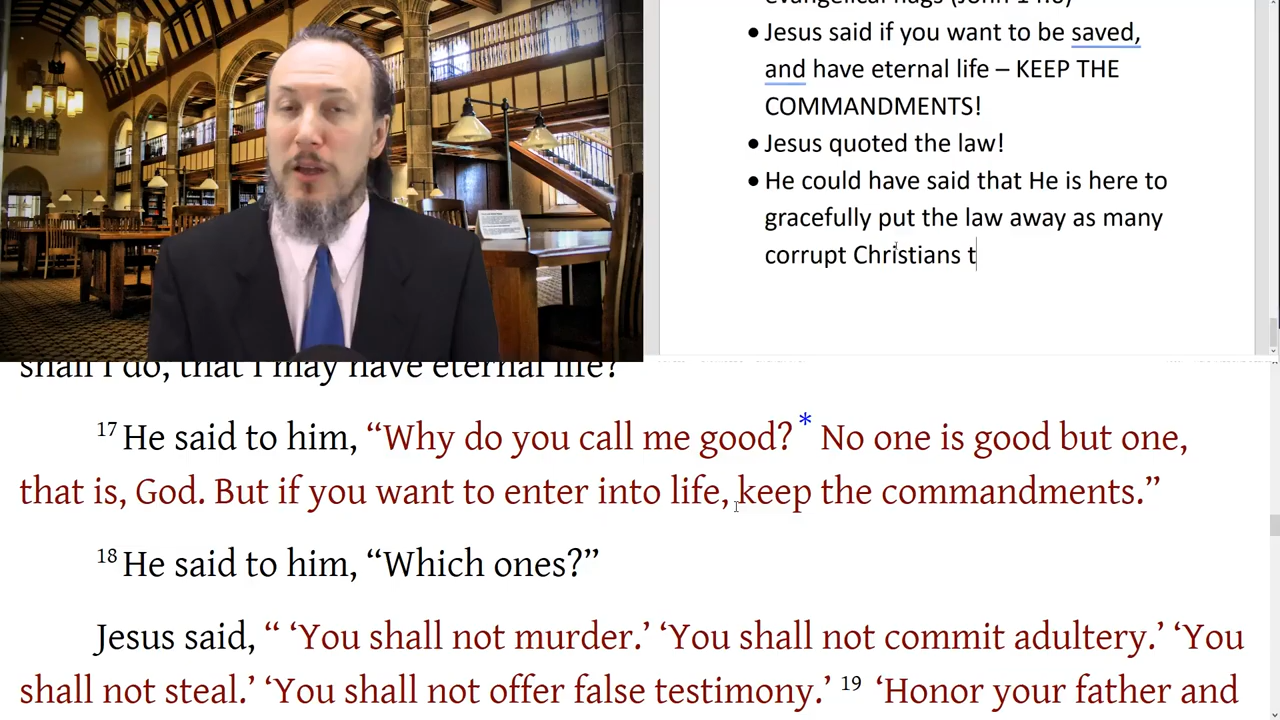 evangelical flags (John 14:6)
• Jesus said if you want to be saved,
and have eternal life – KEEP THE
COMMANDMENTS!
• Jesus quoted the law!
• He could have said that He is here to
gracefully put the law away as many
corrupt Christians t
shall I do, that I may have eternal life?
17 He said to him, “Why do you call me good?* No one is good but one,
that is, God. But if you want to enter into life, keep the commandments.”
18 He said to him, “Which ones?”
Jesus said, “ ‘You shall not murder.’ ‘You shall not commit adultery.’ ‘You
shall not steal.’ ‘You shall not offer false testimony.’ 19 ‘Honor your father and